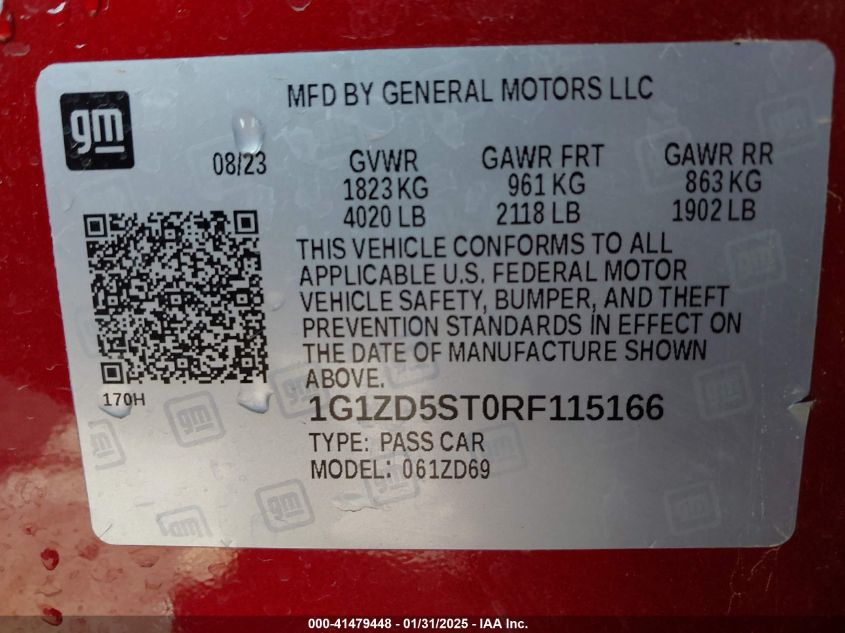 gm
MFD BY GENERAL MOTORS LLC
08/23
GVWR GAWR FRT GAWR RR
1823 KG 961 KG 863 KG
4020 LB 2118 LB 1902 LB
THIS VEHICLE CONFORMS TO ALL
APPLICABLE U.S. FEDERAL MOTOR
VEHICLE SAFETY, BUMPER, AND THEFT
PREVENTION STANDARDS IN EFFECT ON
THE DATE OF MANUFACTURE SHOWN
ABOVE.
170H
1G1ZD5ST0RF115166
TYPE: PASS CAR
MODEL: 061ZD69
000-41479448 - 01/31/2025 - Copyright © IAA, Inc.